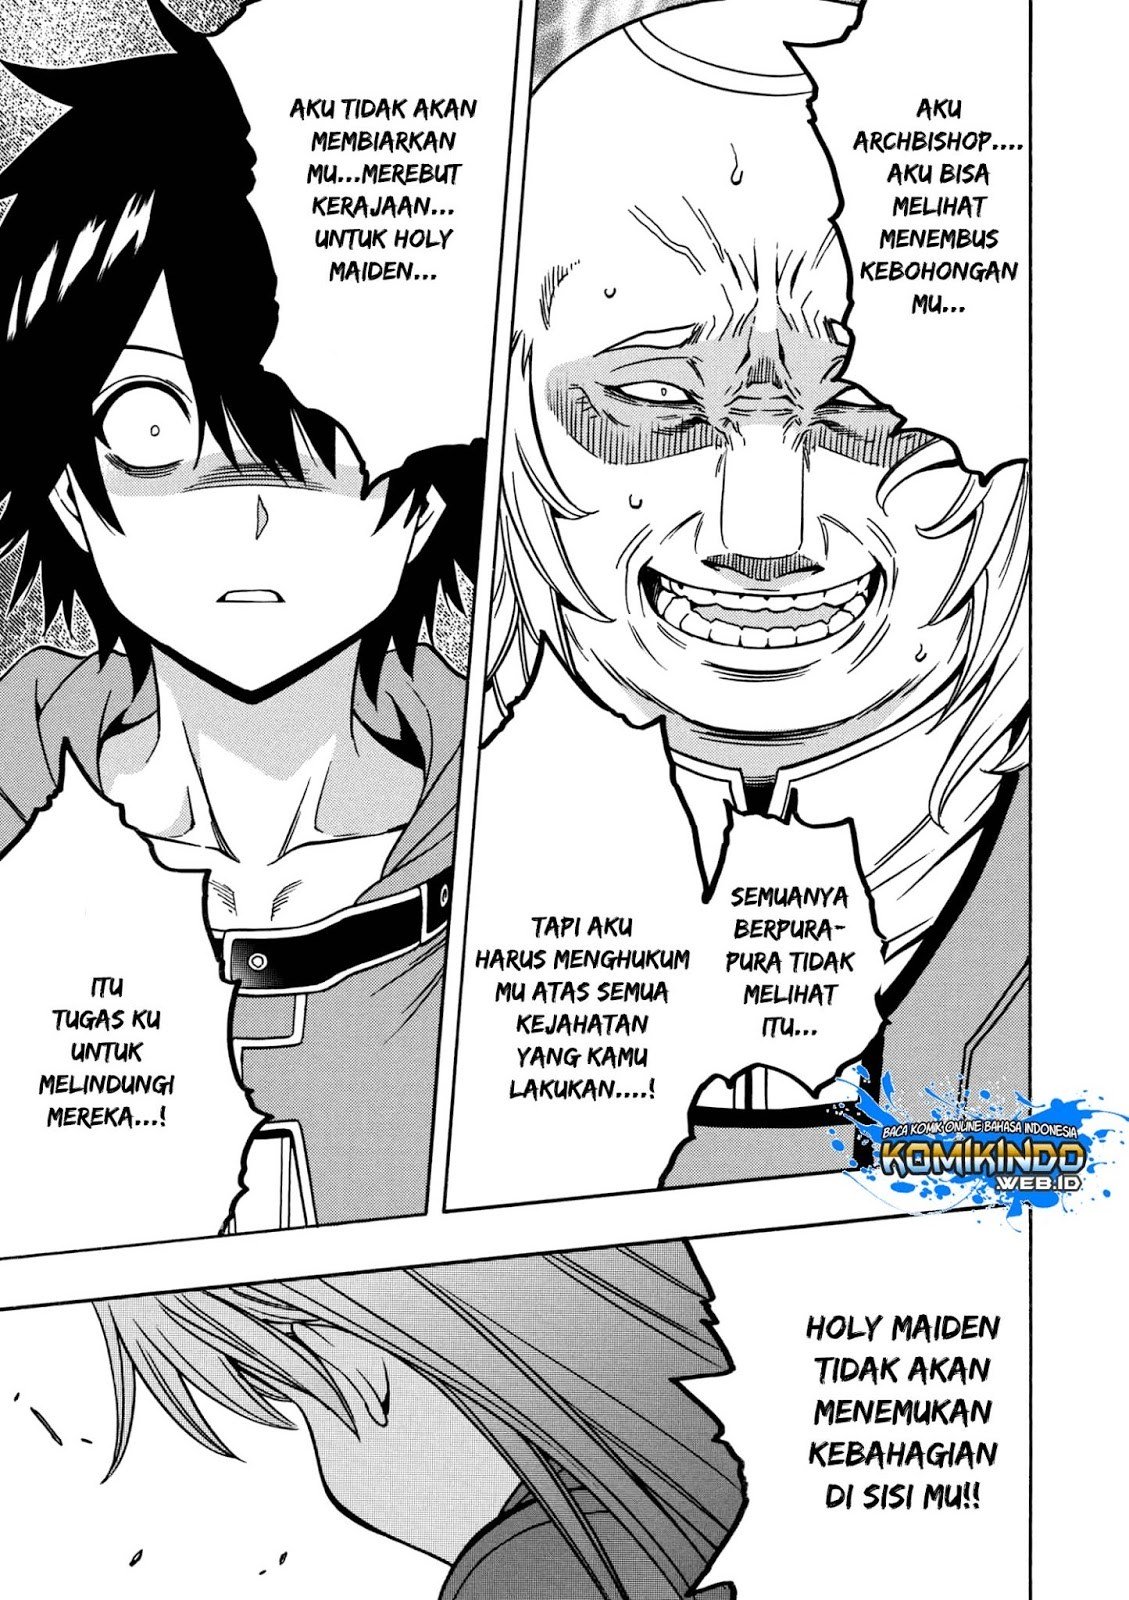 AKU
ARCHBISHOP....
AKU BISA
MELIHAT
MENEMBUS
KEBOHONGAN
MU...
SEMUANYA
BERPURA-
PURA TIDAK
MELIHAT
ITU...
TAPI AKU
HARUS MENGHUKUM
MU ATAS SEMUA
KEJAHATAN
YANG KAMU
LAKUKAN....!
AKU TIDAK AKAN
MEMBIARKAN
MU...MEREBUT
KERAJAAN...
UNTUK HOLY
MAIDEN...
ITU
TUGAS KU
UNTUK
MELINDUNGI
MEREKA...!
BACA KOMIK ONLINE BAHASA INDONESIA
KOMIKINDO
WEB.ID
HOLY MAIDEN
TIDAK AKAN
MENEMUKAN
KEBAHAGIAN
DI SISI MU!!